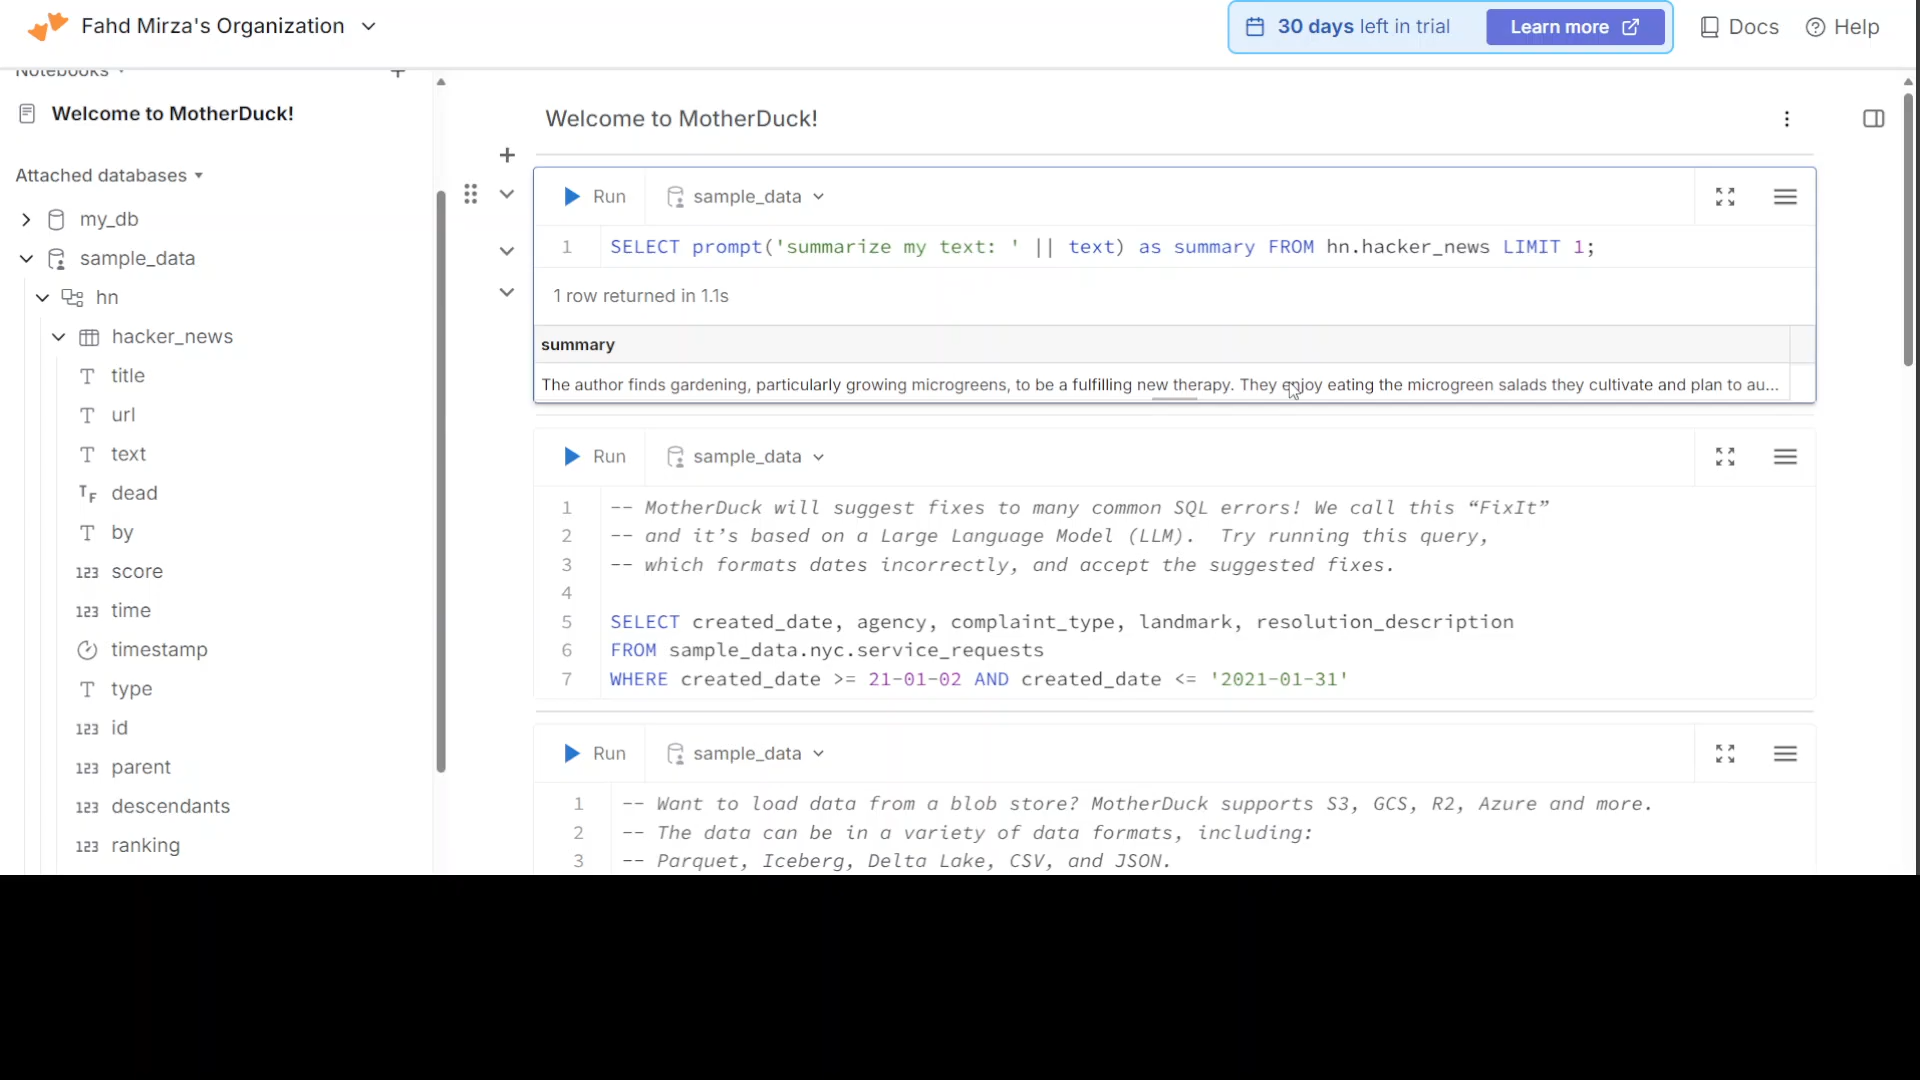 Fahd Mirza's Organization
30 days left in trial
Learn more
Docs
Help
Notebooks
Welcome to MotherDuck!
Attached databases
my_db
sample_data
hn
hacker_news
title
url
text
dead
by
score
time
timestamp
type
id
parent
descendants
ranking
Welcome to MotherDuck!
Run
sample_data
1 SELECT prompt('summarize my text: ' || text) as summary FROM hn.hacker_news LIMIT 1;
1 row returned in 1.1s
summary
The author finds gardening, particularly growing microgreens, to be a fulfilling new therapy. They enjoy eating the microgreen salads they cultivate and plan to au...
Run
sample_data
1 -- MotherDuck will suggest fixes to many common SQL errors! We call this “FixIt”
2 -- and it’s based on a Large Language Model (LLM).  Try running this query,
3 -- which formats dates incorrectly, and accept the suggested fixes.
4
5 SELECT created_date, agency, complaint_type, landmark, resolution_description
6 FROM sample_data.nyc.service_requests
7 WHERE created_date >= 21-01-02 AND created_date <= '2021-01-31'
Run
sample_data
1 -- Want to load data from a blob store? MotherDuck supports S3, GCS, R2, Azure and more.
2 -- The data can be in a variety of data formats, including:
3 -- Parquet, Iceberg, Delta Lake, CSV, and JSON.